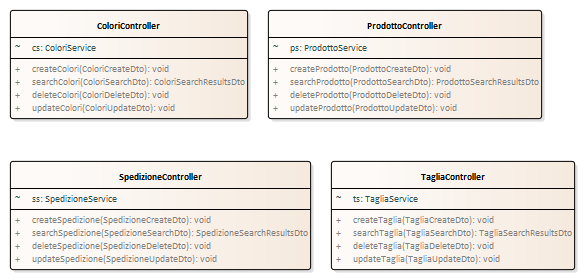 ColoriController
~ cs: ColoriService
+ createColori(ColoriCreateDto): void
+ searchColori(ColoriSearchDto): ColoriSearchResultsDto
+ deleteColori(ColoriDeleteDto): void
+ updateColori(ColoriUpdateDto): void
ProdottoController
~ ps: ProdottoService
+ createProdotto(ProdottoCreateDto): void
+ searchProdotto(ProdottoSearchDto): ProdottoSearchResultsDto
+ deleteProdotto(ProdottoDeleteDto): void
+ updateProdotto(ProdottoUpdateDto): void
SpedizioneController
~ ss: SpedizioneService
+ createSpedizione(SpedizioneCreateDto): void
+ searchSpedizione(SpedizioneSearchDto): SpedizioneSearchResultsDto
+ deleteSpedizione(SpedizioneDeleteDto): void
+ updateSpedizione(SpedizioneUpdateDto): void
TagliaController
~ ts: TagliaService
+ createTaglia(TagliaCreateDto): void
+ searchTaglia(TagliaSearchDto): TagliaSearchResultsDto
+ deleteTaglia(TagliaDeleteDto): void
+ updateTaglia(TagliaUpdateDto): void